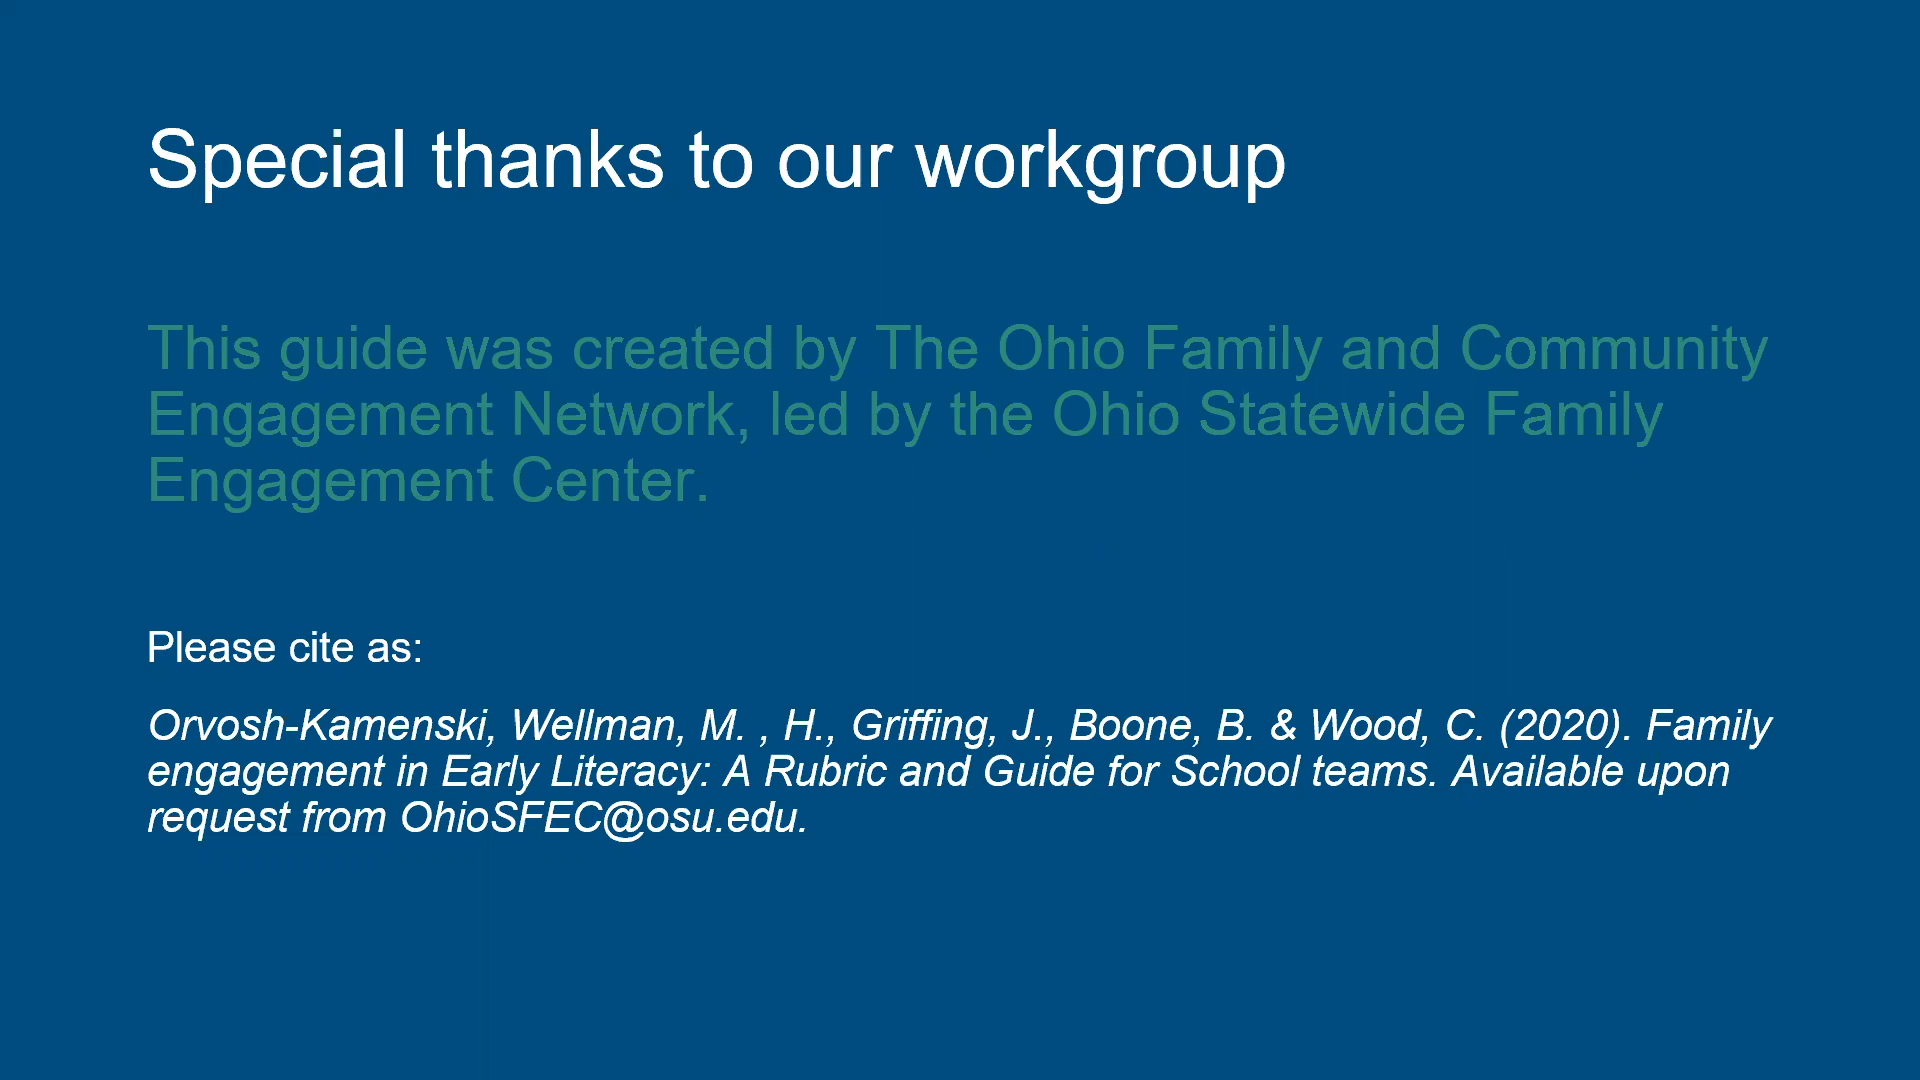 Special thanks to our workgroup
This guide was created by The Ohio Family and Community
Engagement Network, led by the Ohio Statewide Family
Engagement Center.
Please cite as:
Orvosh-Kamenski, Wellman, M. , H., Griffing, J., Boone, B. & Wood, C. (2020). Family
engagement in Early Literacy: A Rubric and Guide for School teams. Available upon
request from OhioSFEC@osu.edu.